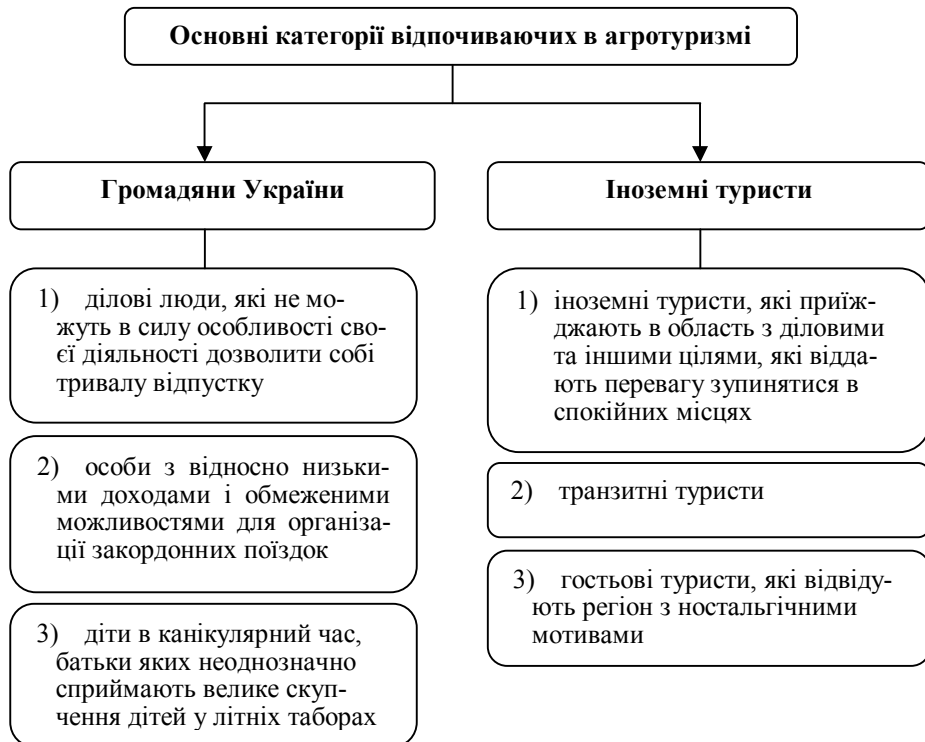 Основні категорії відпочиваючих в агротуризмі
Громадяни України
1) ділові люди, які не мо-
жуть в силу особливості сво-
єї діяльності дозволити собі
тривалу відпустку
2) особи з відносно низьки-
ми доходами і обмеженими
можливостями для організа-
ції закордонних поїздок
3) діти в канікулярний час,
батьки яких неоднозначно
сприймають велике скуп-
чення дітей у літніх таборах
Іноземні туристи
1) іноземні туристи, які приїж-
джають в область з діловими
та іншими цілями, які відда-
ють перевагу зупинятися в
спокійних місцях
2) транзитні туристи
3) гостьові туристи, які відвіду-
ють регіон з ностальгічними
мотивами